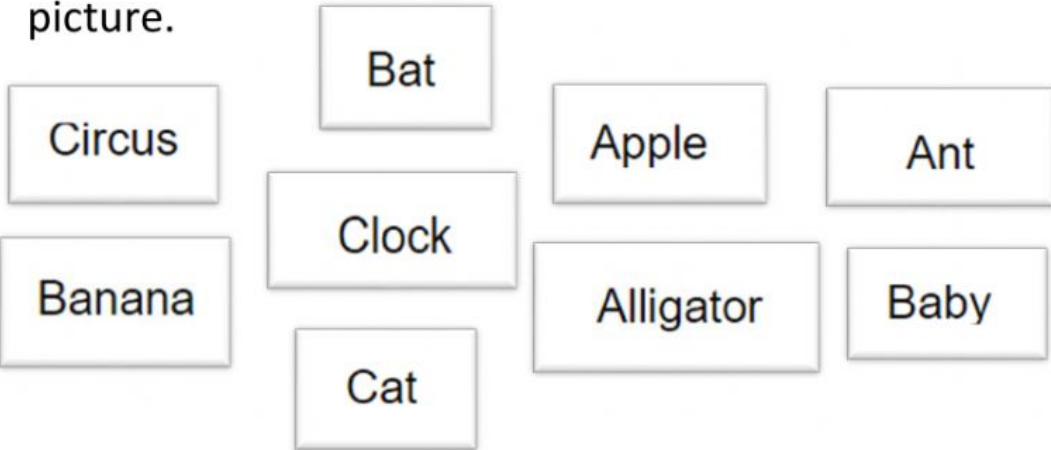 picture.
Bat
Circus
Apple
Ant
Clock
Banana
Alligator
Baby
Cat